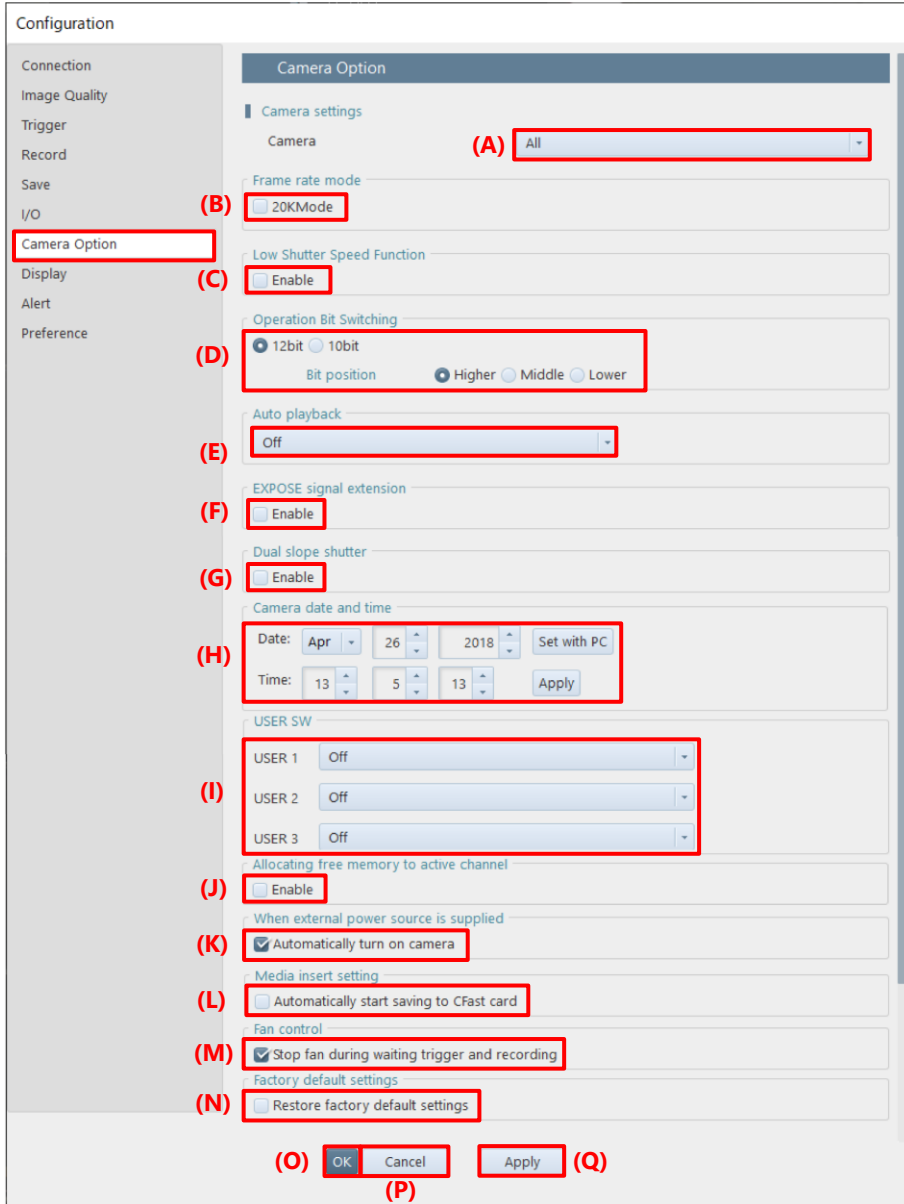 Configuration
Connection
Image Quality
Trigger
Record
Save
I/O
Camera Option
Display
Alert
Preference
Camera Option
Camera settings
Camera (A) All
Frame rate mode
(B) 20KMode
Low Shutter Speed Function
(C) Enable
Operation Bit Switching
(D) 12bit 10bit
Bit position Higher Middle Lower
Auto playback
(E) Off
EXPOSE signal extension
(F) Enable
Dual slope shutter
(G) Enable
Camera date and time
(H) Date: Apr 26 2018 Set with PC
Time: 13 5 13 Apply
USER SW
USER 1 Off
(I) USER 2 Off
USER 3 Off
Allocating free memory to active channel
(J) Enable
When external power source is supplied
(K) Automatically turn on camera
Media insert setting
(L) Automatically start saving to CFast card
Fan control
(M) Stop fan during waiting trigger and recording
Factory default settings
(N) Restore factory default settings
(O) OK Cancel Apply (Q)
(P)